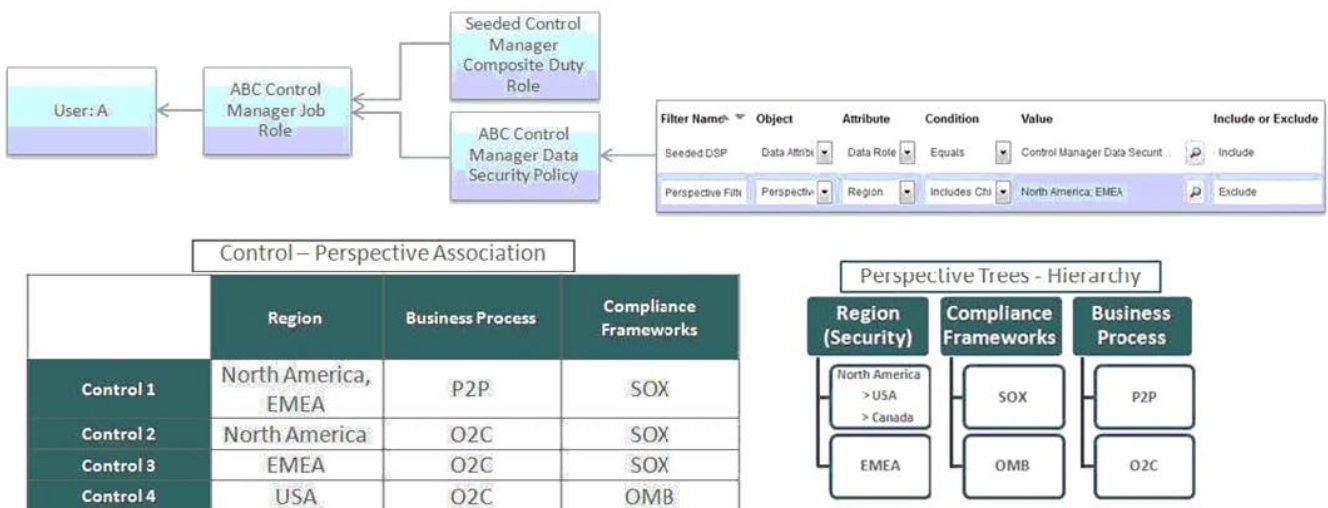 Seeded Control
Manager
Composite Duty
Role
User: A
ABC Control
Manager Job
Role
ABC Control
Manager Data
Security Policy
Filter Name Object Attribute Condition Value Include or Exclude
Seeded DSP Data Attribu Data Role Equals Control Manager Data Securit... Include
Perspective Filte Perspectiv Region Includes Chi North America; EMEA Exclude
Control – Perspective Association
Region Business Process Compliance
Frameworks
Control 1 North America,
EMEA P2P SOX
Control 2 North America O2C SOX
Control 3 EMEA O2C SOX
Control 4 USA O2C OMB
Perspective Trees - Hierarchy
Region
(Security) Compliance
Frameworks Business
Process
North America
> USA
> Canada
SOX P2P
EMEA OMB O2C